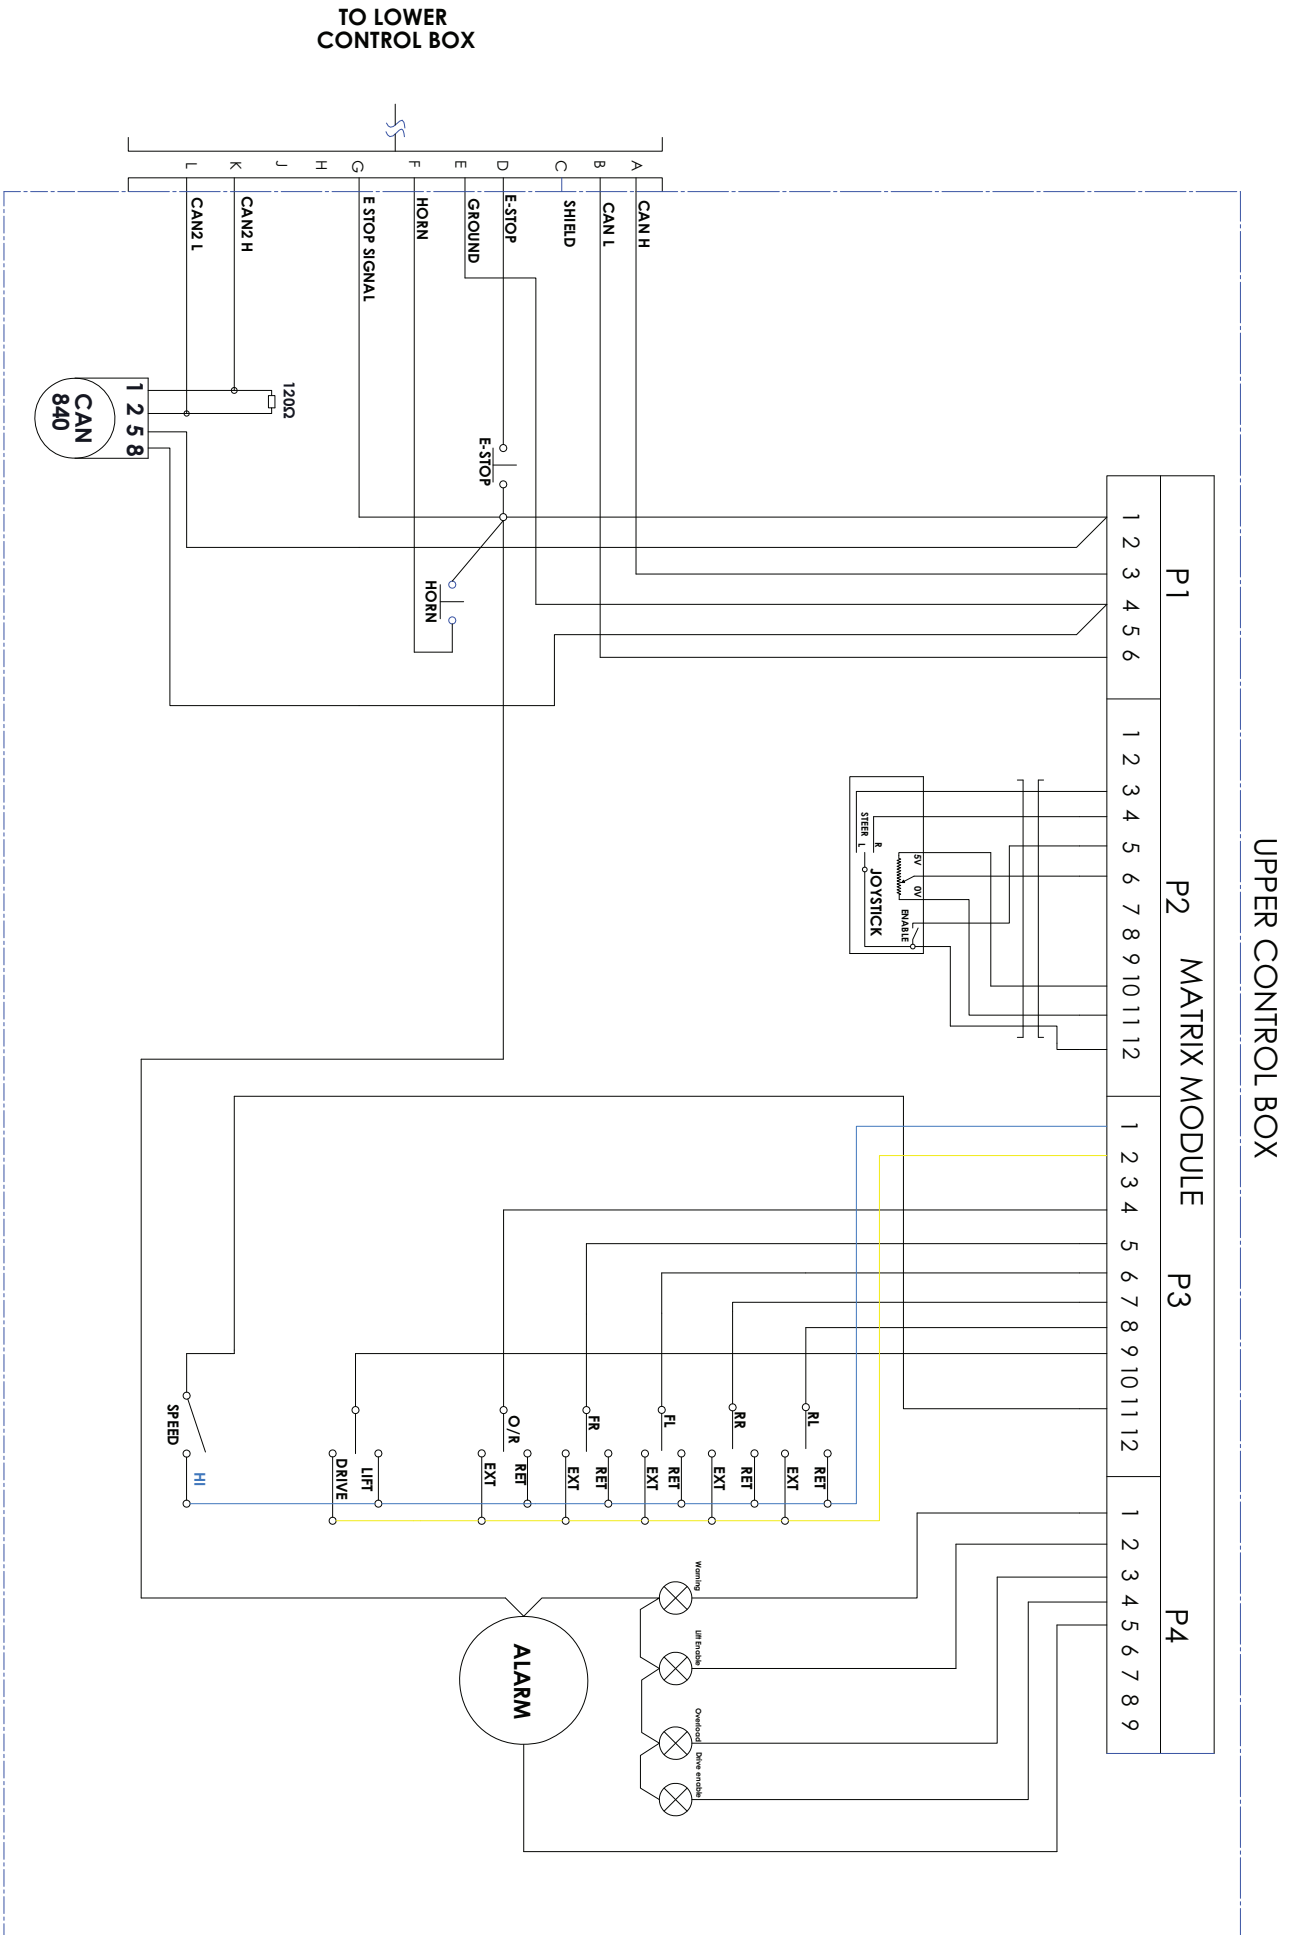 TO LOWER
CONTROL BOX
UPPER CONTROL BOX
MATRIX MODULE
P1
1 2 3 4 5 6
P2
1 2 3 4 5 6 7 8 9 10 11 12
P3
1 2 3 4 5 6 7 8 9 10 11 12
P4
1 2 3 4 5 6 7 8 9
A
CAN H
B
CAN L
C
SHIELD
D
E-STOP
E
GROUND
F
HORN
G
E STOP SIGNAL
H
J
K
CAN2 H
L
CAN2 L
120Ω
1 2 5 8
CAN
840
E-STOP
HORN
STEER
L
R
5V
0V
ENABLE
JOYSTICK
RL
RET
EXT
RR
RET
EXT
FL
RET
EXT
FR
RET
EXT
O/R
RET
EXT
LIFT
DRIVE
SPEED
HI
Warning
Lift Enable
Overload
Drive enable
ALARM